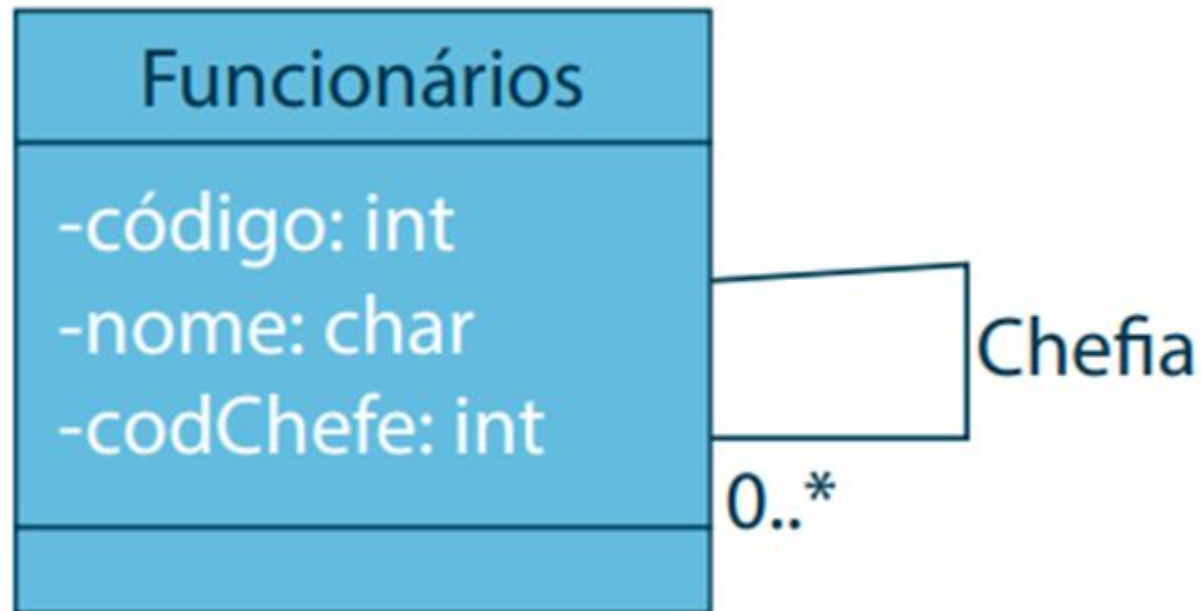 Funcionários
-código: int
-nome: char
Chefia
-codChefe: int
0..*